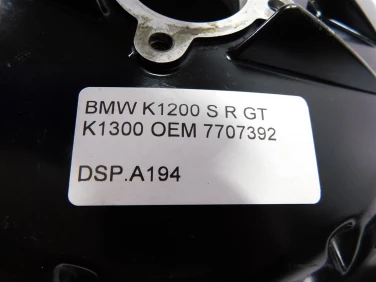 BMW K1200 S R GT
K1300 OEM 7707392
DSP.A194